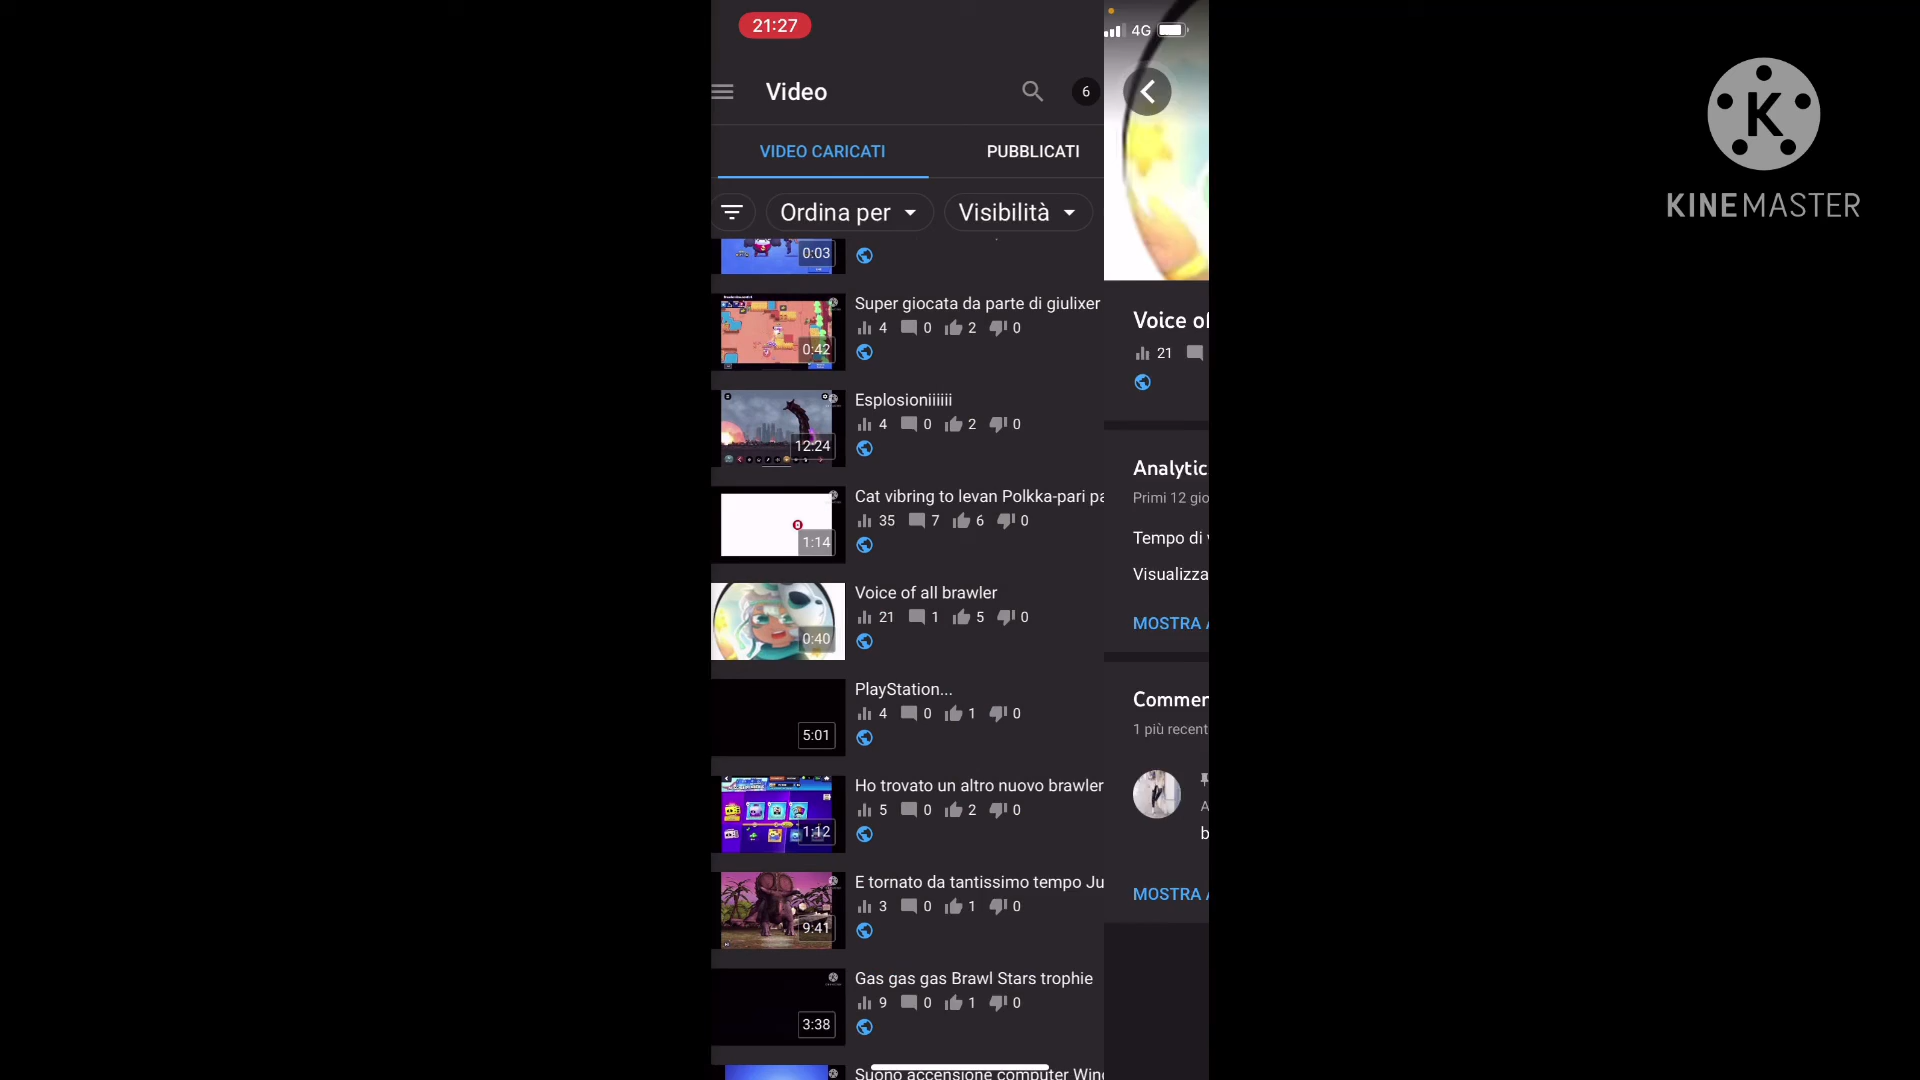 21:27
4G
Video
6
VIDEO CARICATI
PUBBLICATI
Ordina per
Visibilità
0:03
Super giocata da parte di giulixer
4 0 2 0
0:42
Esplosioniiiiii
4 0 2 0
12:24
Cat vibring to levan Polkka-pari pa
35 7 6 0
1:14
Voice of all brawler
21 1 5 0
0:40
PlayStation...
4 0 1 0
5:01
Ho trovato un altro nuovo brawler
5 0 2 0
1:12
E tornato da tantissimo tempo Ju
3 0 1 0
9:41
Gas gas gas Brawl Stars trophie
9 0 1 0
3:38
Suono accensione computer Win
Voice of
21
Analytic
Primi 12 gio
Tempo di v
Visualizza
MOSTRA A
Commen
1 più recent
A
b
MOSTRA A
K
KINEMASTER